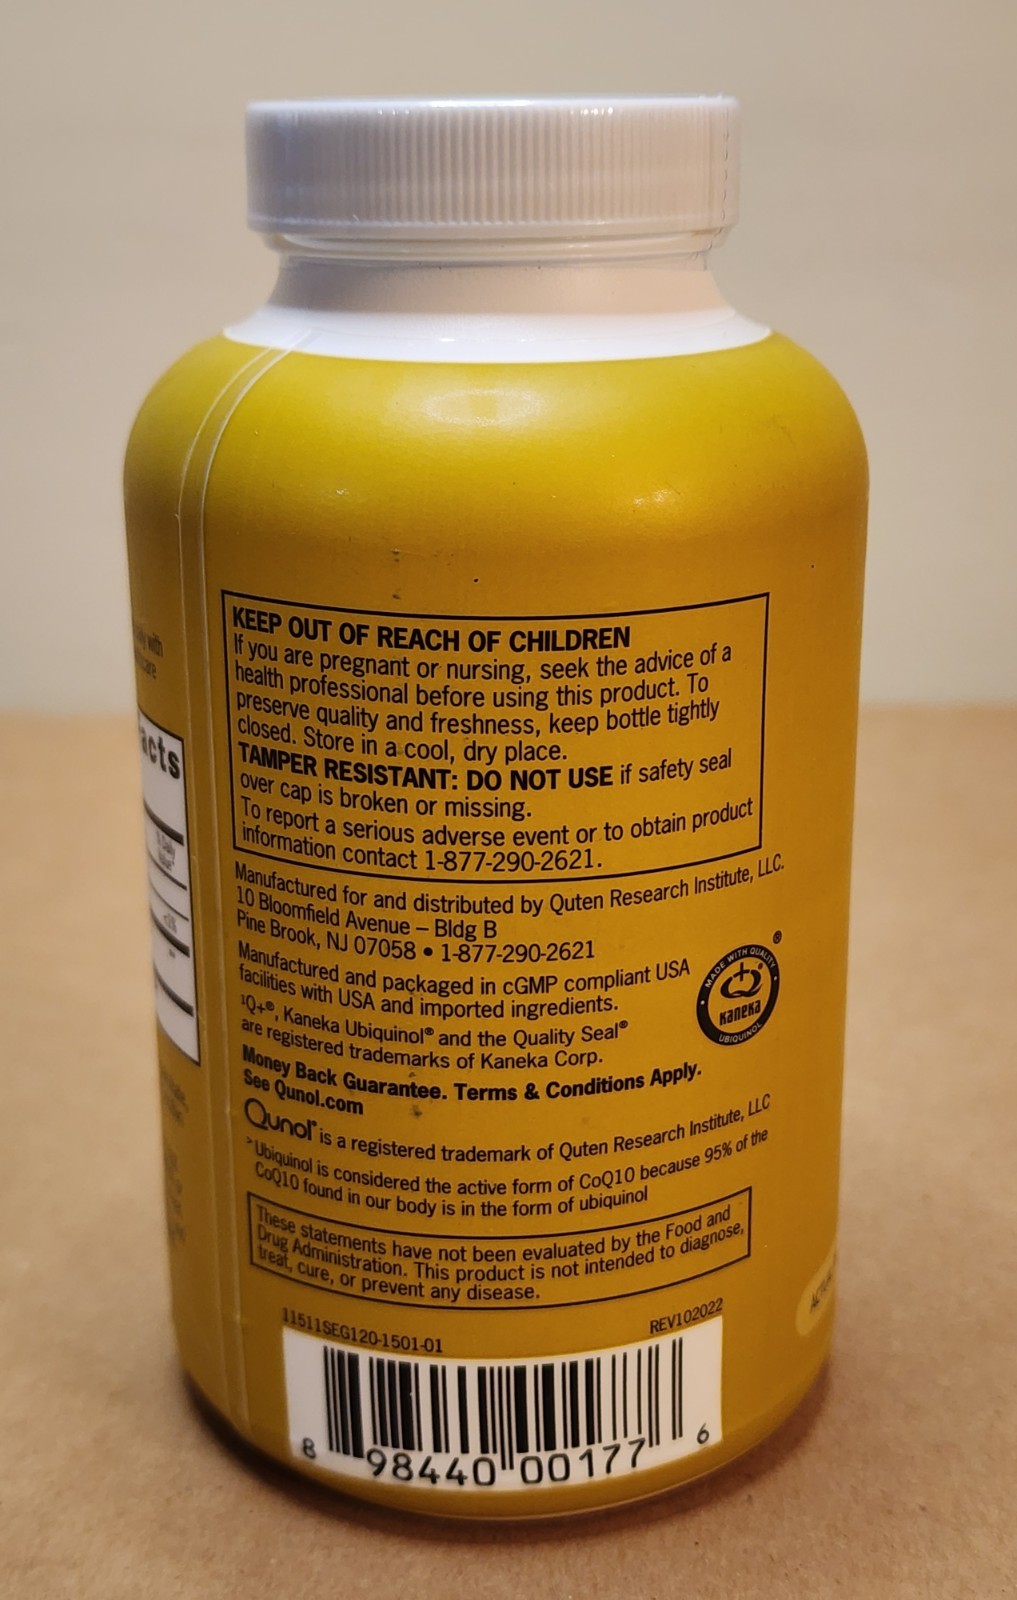 KEEP OUT OF REACH OF CHILDREN
If you are pregnant or nursing, seek the advice of a
health professional before using this product. To
preserve quality and freshness, keep bottle tightly
closed. Store in a cool, dry place.
TAMPER RESISTANT: DO NOT USE if safety seal
over cap is broken or missing.
To report a serious adverse event or to obtain product
information contact 1-877-290-2621.
Manufactured for and distributed by Quten Research Institute, LLC.
10 Bloomfield Avenue – Bldg B
Pine Brook, NJ 07058 • 1-877-290-2621
Manufactured and packaged in cGMP compliant USA
facilities with USA and imported ingredients.
¹Q+®, Kaneka Ubiquinol® and the Quality Seal®
are registered trademarks of Kaneka Corp.
MADE WITH QUALITY
Q+®
Kaneka
UBIQUINOL
®
Money Back Guarantee. Terms & Conditions Apply.
See Qunol.com
Qunol® is a registered trademark of Quten Research Institute, LLC
>Ubiquinol is considered the active form of CoQ10 because 95% of the
CoQ10 found in our body is in the form of ubiquinol
These statements have not been evaluated by the Food and
Drug Administration. This product is not intended to diagnose,
treat, cure, or prevent any disease.
11511SEG120-1501-01 REV102022
8 98440 00177 6
with
acts
% Daily
Value*